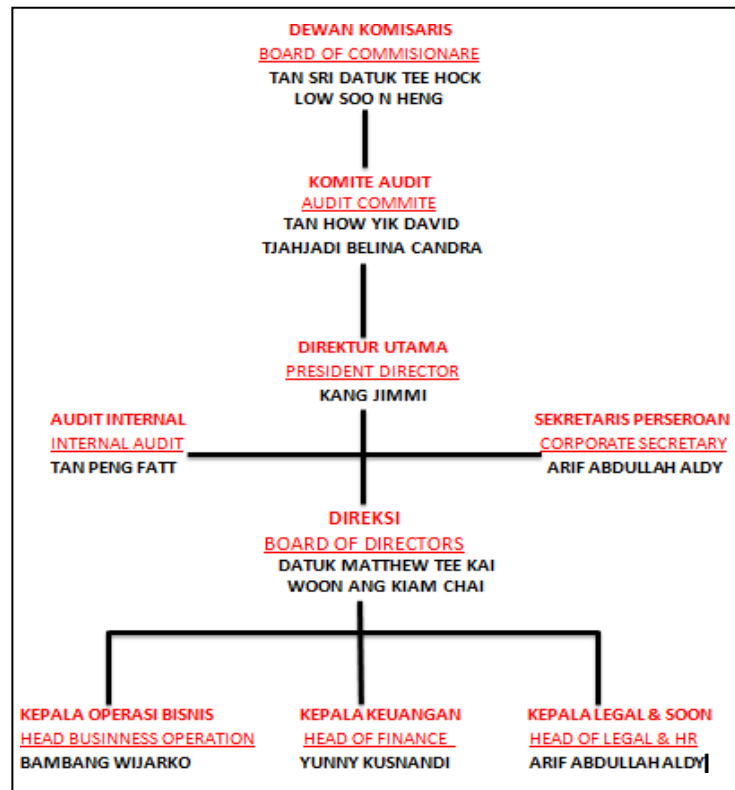 DEWAN KOMISARIS
BOARD OF COMMISIONARE
TAN SRI DATUK TEE HOCK
LOW SOO N HENG
KOMITE AUDIT
AUDIT COMMITE
TAN HOW YIK DAVID
TJAHJADI BELINA CANDRA
DIREKTUR UTAMA
PRESIDENT DIRECTOR
KANG JIMMI
AUDIT INTERNAL
INTERNAL AUDIT
TAN PENG FATT
SEKRETARIS PERSEROAN
CORPORATE SECRETARY
ARIF ABDULLAH ALDY
DIREKSI
BOARD OF DIRECTORS
DATUK MATTHEW TEE KAI
WOON ANG KIAM CHAI
KEPALA OPERASI BISNIS
HEAD BUSINNESS OPERATION
BAMBANG WIJARKO
KEPALA KEUANGAN
HEAD OF FINANCE
YUNNY KUSNANDI
KEPALA LEGAL & SOON
HEAD OF LEGAL & HR
ARIF ABDULLAH ALDY